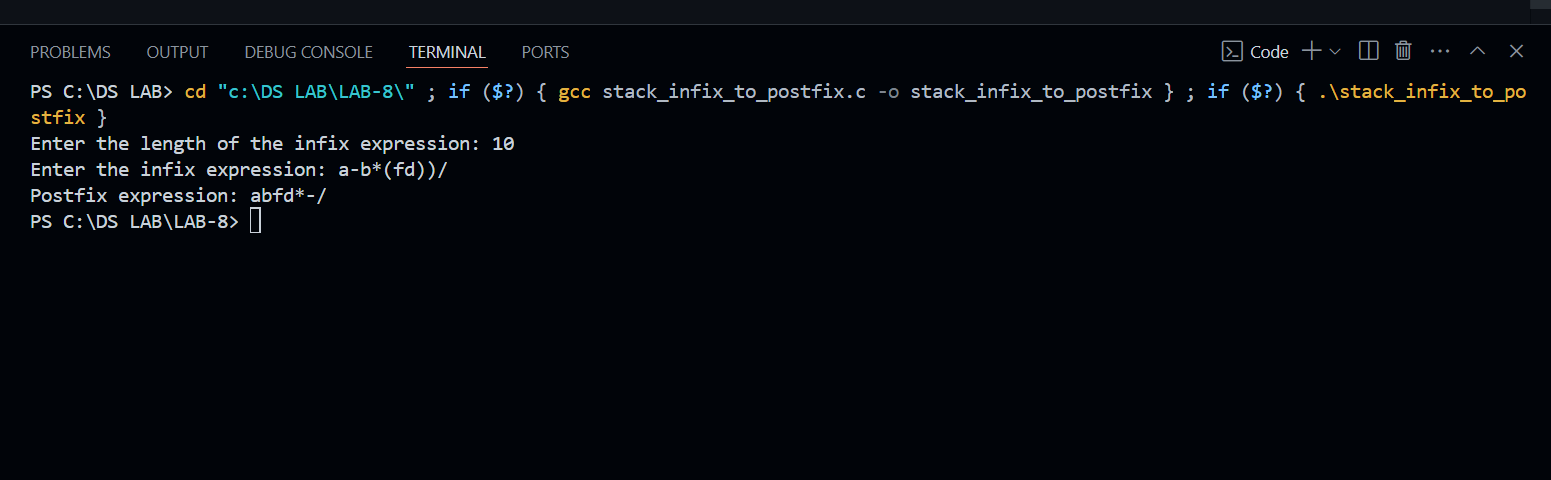 PROBLEMS OUTPUT DEBUG CONSOLE TERMINAL PORTS Code
PS C:\DS LAB> cd "c:\DS LAB\LAB-8\" ; if ($?) { gcc stack_infix_to_postfix.c -o stack_infix_to_postfix } ; if ($?) { .\stack_infix_to_po
stfix }
Enter the length of the infix expression: 10
Enter the infix expression: a-b*(fd))/
Postfix expression: abfd*-/
PS C:\DS LAB\LAB-8>